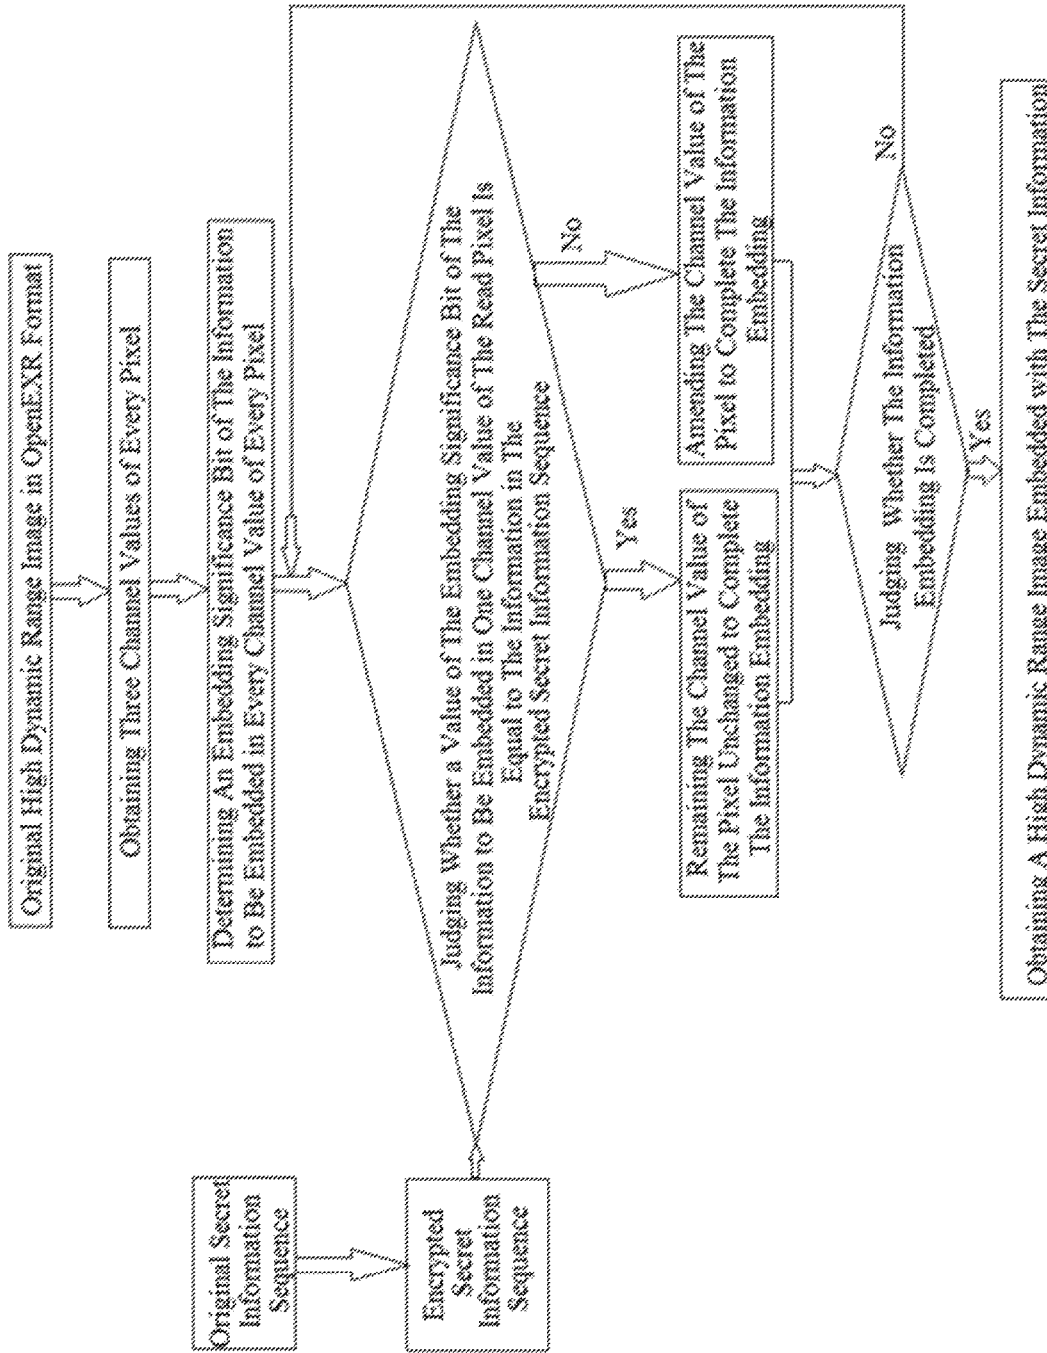 Original High Dynamic Range Image in OpenEXR Format
Obtaining Three Channel Values of Every Pixel
Determining An Embedding Significance Bit of The Information
to Be Embedded in Every Channel Value of Every Pixel
Original Secret
Information
Sequence
Encrypted
Secret
Information
Sequence
Judging Whether a Value of The Embedding Significance Bit of The
Information to Be Embedded in One Channel Value of The Read Pixel Is
Equal to The Information in The
Encrypted Secret Information Sequence
Yes
No
Remaining The Channel Value of
The Pixel Unchanged to Complete
The Information Embedding
Amending The Channel Value of The
Pixel to Complete The Information
Embedding
Judging Whether The Information
Embedding Is Completed
No
Yes
Obtaining A High Dynamic Range Image Embedded with The Secret Information